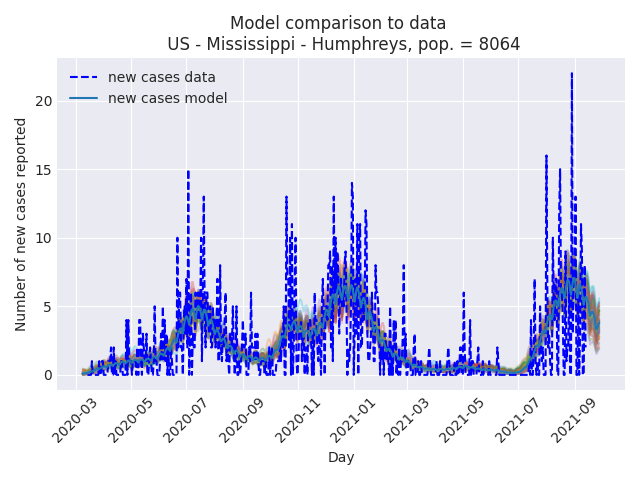 Model comparison to data
US - Mississippi - Humphreys, pop. = 8064
new cases data
new cases model
Number of new cases reported
20
15
10
5
0
2020-03
2020-05
2020-07
2020-09
2020-11
2021-01
2021-03
2021-05
2021-07
2021-09
Day